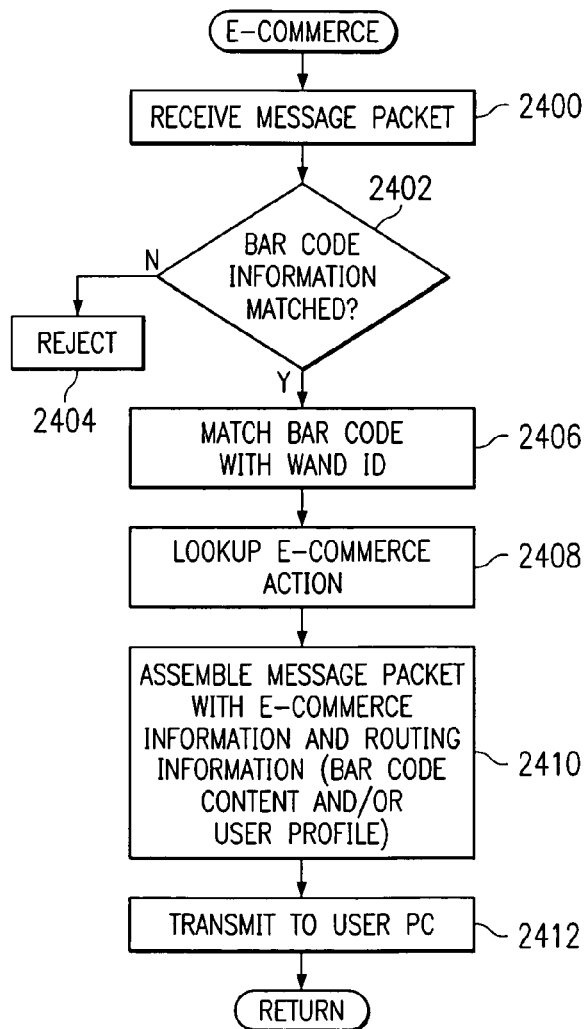 E-COMMERCE
RECEIVE MESSAGE PACKET
2400
2402
BAR CODE
INFORMATION
MATCHED?
N
REJECT
2404
Y
MATCH BAR CODE
WITH WAND ID
2406
LOOKUP E-COMMERCE
ACTION
2408
ASSEMBLE MESSAGE PACKET
WITH E-COMMERCE
INFORMATION AND ROUTING
INFORMATION (BAR CODE
CONTENT AND/OR
USER PROFILE)
2410
TRANSMIT TO USER PC
2412
RETURN